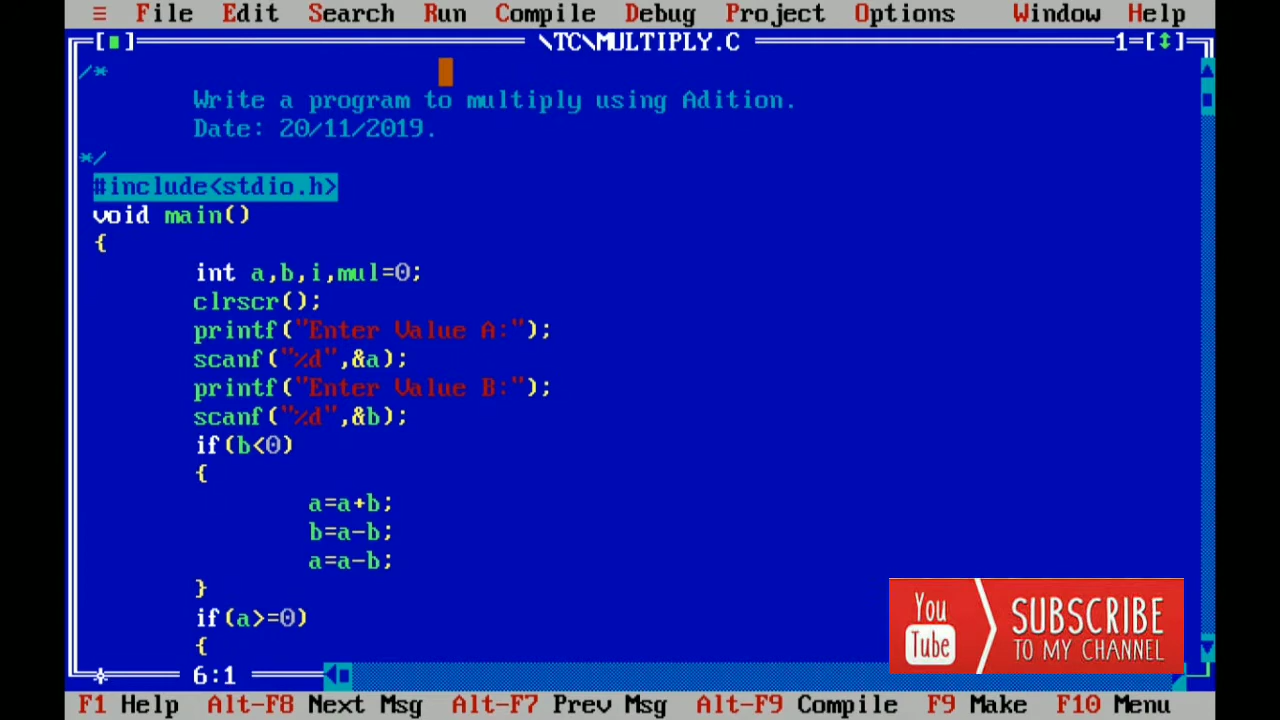 ≡ File Edit Search Run Compile Debug Project Options Window Help
[■] \TC\MULTIPLY.C 1=[↕]
/*
Write a program to multiply using Adition.
Date: 20/11/2019.
*/
#include<stdio.h>
void main()
{
int a,b,i,mul=0;
clrscr();
printf("Enter Value A:");
scanf("%d",&a);
printf("Enter Value B:");
scanf("%d",&b);
if(b<0)
{
a=a+b;
b=a-b;
a=a-b;
}
if(a>=0)
{
You Tube SUBSCRIBE
TO MY CHANNEL
6:1
F1 Help Alt-F8 Next Msg Alt-F7 Prev Msg Alt-F9 Compile F9 Make F10 Menu